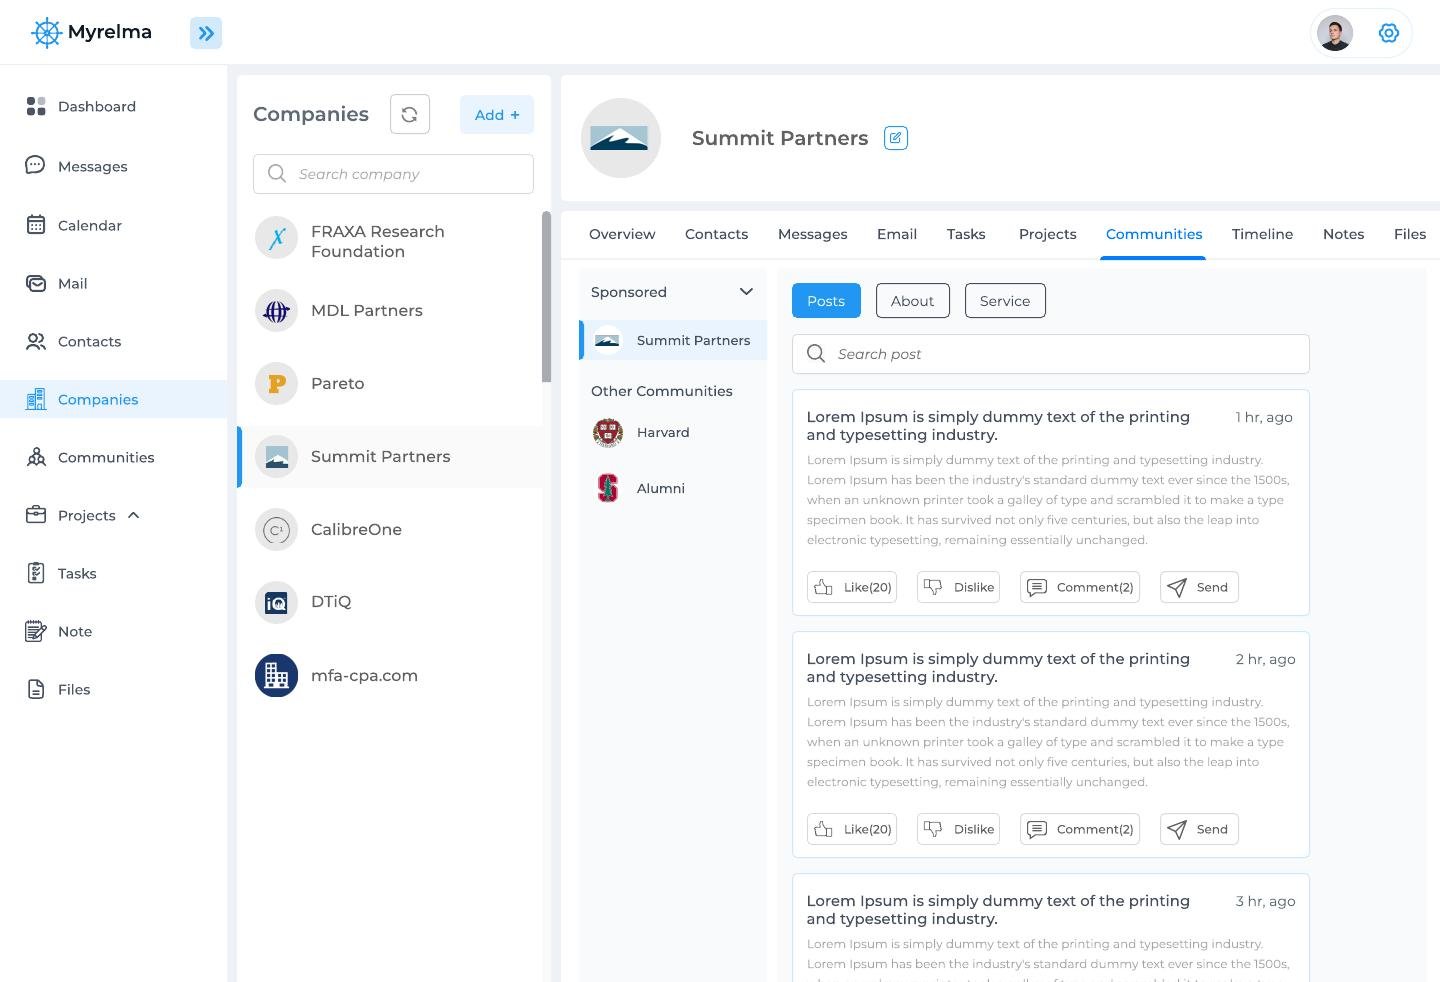 Myrelma
Dashboard
Messages
Calendar
Mail
Contacts
Companies
Communities
Projects
Tasks
Note
Files
Companies
Add +
Search company
FRAXA Research
Foundation
MDL Partners
P
Pareto
Summit Partners
C¹
CalibreOne
iQ
DTiQ
mfa-cpa.com
Summit Partners
Overview Contacts Messages Email Tasks Projects Communities Timeline Notes Files
Sponsored
Summit Partners
Other Communities
Harvard
S
Alumni
Posts About Service
Search post
Lorem Ipsum is simply dummy text of the printing 1 hr, ago
and typesetting industry.
Lorem Ipsum is simply dummy text of the printing and typesetting industry.
Lorem Ipsum has been the industry's standard dummy text ever since the 1500s,
when an unknown printer took a galley of type and scrambled it to make a type
specimen book. It has survived not only five centuries, but also the leap into
electronic typesetting, remaining essentially unchanged.
Like(20) Dislike Comment(2) Send
Lorem Ipsum is simply dummy text of the printing 2 hr, ago
and typesetting industry.
Lorem Ipsum is simply dummy text of the printing and typesetting industry.
Lorem Ipsum has been the industry's standard dummy text ever since the 1500s,
when an unknown printer took a galley of type and scrambled it to make a type
specimen book. It has survived not only five centuries, but also the leap into
electronic typesetting, remaining essentially unchanged.
Like(20) Dislike Comment(2) Send
Lorem Ipsum is simply dummy text of the printing 3 hr, ago
and typesetting industry.
Lorem Ipsum is simply dummy text of the printing and typesetting industry.
Lorem Ipsum has been the industry's standard dummy text ever since the 1500s,